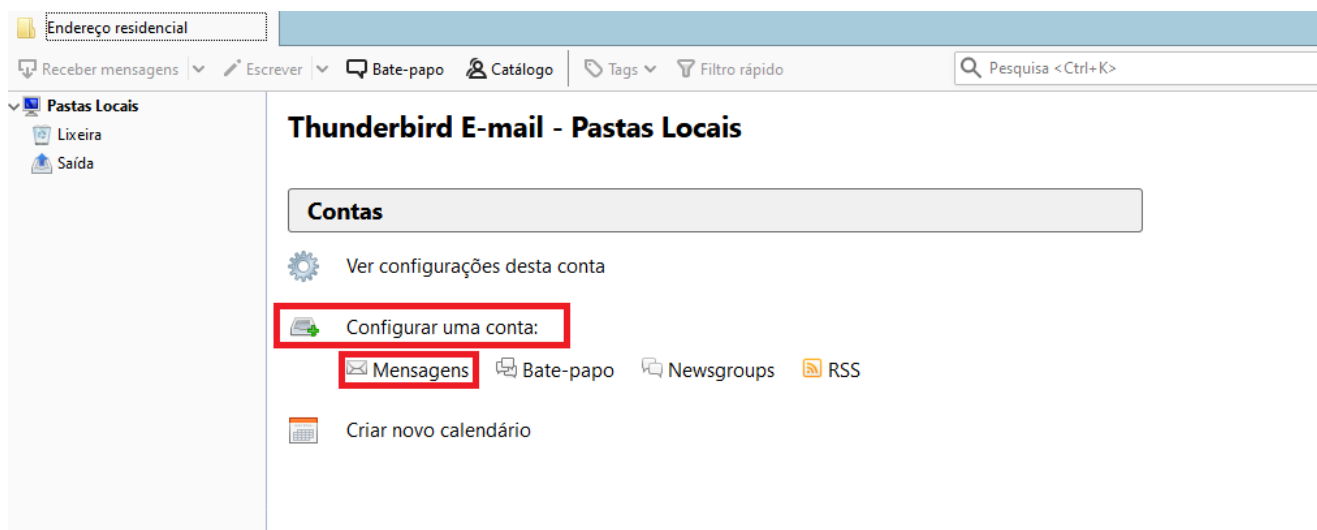 Endereço residencial
Receber mensagens Escrever Bate-papo Catálogo Tags Filtro rápido Pesquisa <Ctrl+K>
Pastas Locais
Lixeira
Saída
Thunderbird E-mail - Pastas Locais
Contas
Ver configurações desta conta
Configurar uma conta:
Mensagens Bate-papo Newsgroups RSS
Criar novo calendário